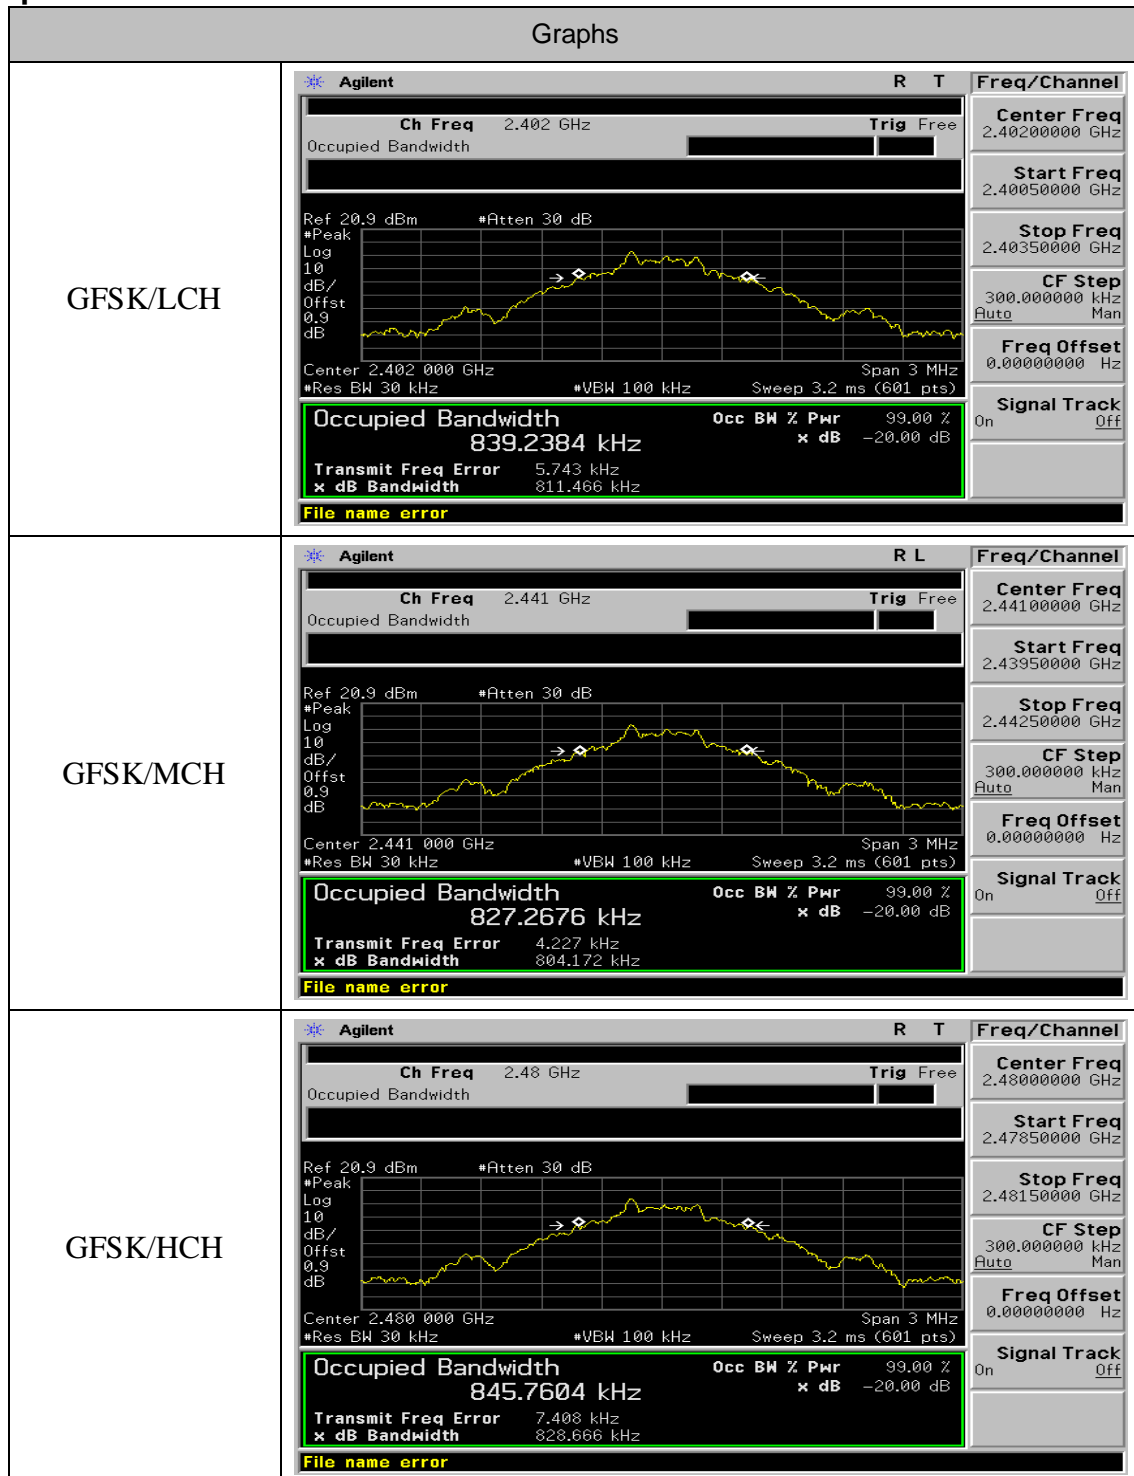 Graphs
GFSK/LCH
Agilent R T Freq/Channel
Ch Freq 2.402 GHz Trig Free
Occupied Bandwidth
Center Freq
2.40200000 GHz
Start Freq
2.40050000 GHz
Stop Freq
2.40350000 GHz
CF Step
300.000000 kHz
Auto Man
Freq Offset
0.00000000 Hz
Signal Track
On Off
Ref 20.9 dBm #Atten 30 dB
#Peak
Log
10
dB/
Offst
0.9
dB
Center 2.402 000 GHz Span 3 MHz
#Res BW 30 kHz #VBW 100 kHz Sweep 3.2 ms (601 pts)
Occupied Bandwidth Occ BW % Pwr 99.00 %
839.2384 kHz x dB -20.00 dB
Transmit Freq Error 5.743 kHz
x dB Bandwidth 811.466 kHz
File name error
GFSK/MCH
Agilent R L Freq/Channel
Ch Freq 2.441 GHz Trig Free
Occupied Bandwidth
Center Freq
2.44100000 GHz
Start Freq
2.43950000 GHz
Stop Freq
2.44250000 GHz
CF Step
300.000000 kHz
Auto Man
Freq Offset
0.00000000 Hz
Signal Track
On Off
Ref 20.9 dBm #Atten 30 dB
#Peak
Log
10
dB/
Offst
0.9
dB
Center 2.441 000 GHz Span 3 MHz
#Res BW 30 kHz #VBW 100 kHz Sweep 3.2 ms (601 pts)
Occupied Bandwidth Occ BW % Pwr 99.00 %
827.2676 kHz x dB -20.00 dB
Transmit Freq Error 4.227 kHz
x dB Bandwidth 804.172 kHz
File name error
GFSK/HCH
Agilent R T Freq/Channel
Ch Freq 2.48 GHz Trig Free
Occupied Bandwidth
Center Freq
2.48000000 GHz
Start Freq
2.47850000 GHz
Stop Freq
2.48150000 GHz
CF Step
300.000000 kHz
Auto Man
Freq Offset
0.00000000 Hz
Signal Track
On Off
Ref 20.9 dBm #Atten 30 dB
#Peak
Log
10
dB/
Offst
0.9
dB
Center 2.480 000 GHz Span 3 MHz
#Res BW 30 kHz #VBW 100 kHz Sweep 3.2 ms (601 pts)
Occupied Bandwidth Occ BW % Pwr 99.00 %
845.7604 kHz x dB -20.00 dB
Transmit Freq Error 7.408 kHz
x dB Bandwidth 828.666 kHz
File name error